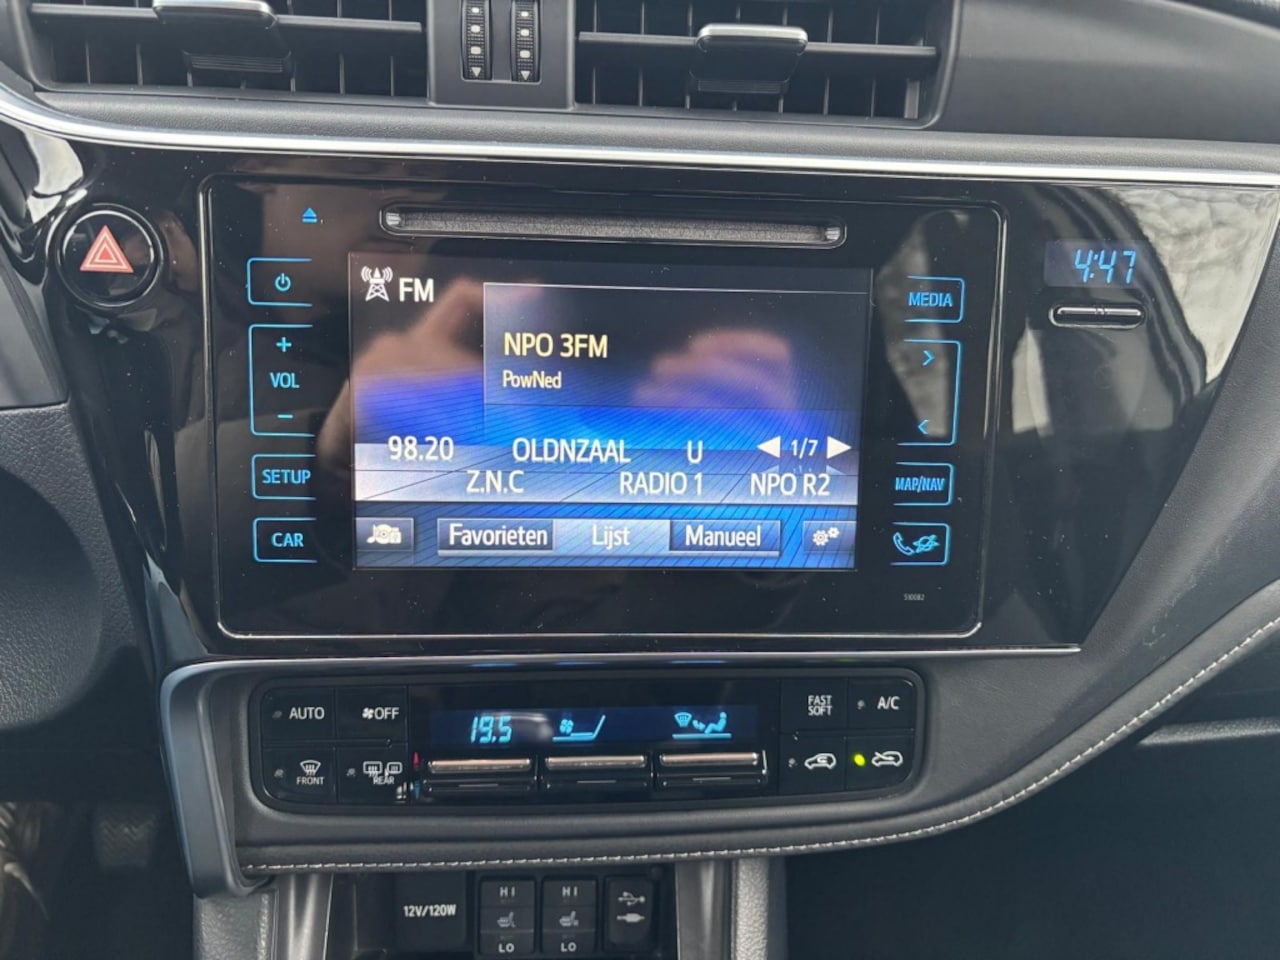 FM
NPO 3FM
PowNed
98.20 OLDNZAAL U 1/7
Z.N.C RADIO 1 NPO R2
Favorieten Lijst Manueel
+
VOL
-
SETUP
CAR
MEDIA
>
<
MAP/NAV
510082
4:47
AUTO OFF
FRONT REAR
19.5
FAST SOFT A/C
12V/120W
HI HI
L R
LO LO